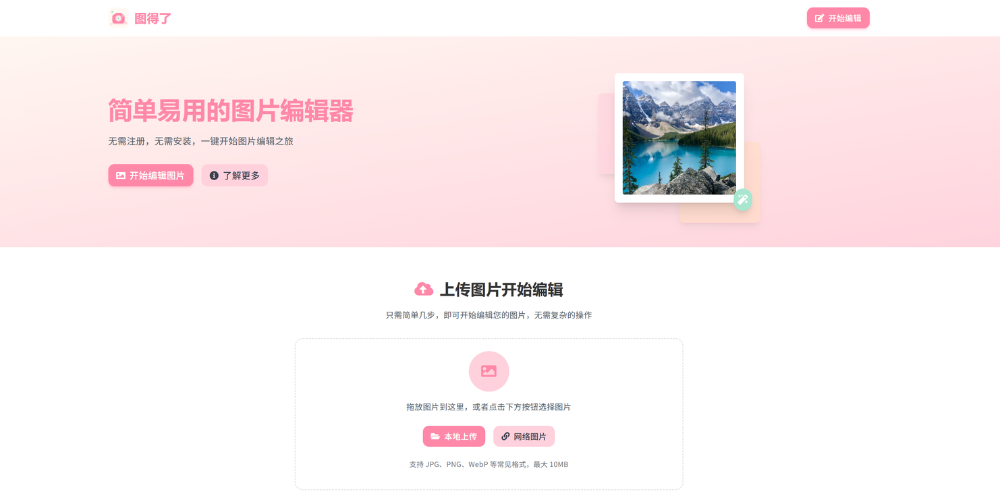 图得了
开始编辑
简单易用的图片编辑器
无需注册，无需安装，一键开始图片编辑之旅
开始编辑图片
了解更多
上传图片开始编辑
只需简单几步，即可开始编辑您的图片，无需复杂的操作
拖放图片到这里，或者点击下方按钮选择图片
本地上传
网络图片
支持 JPG、PNG、WebP 等常见格式，最大 10MB